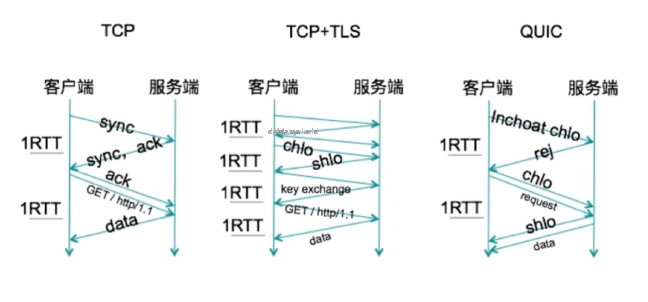 TCP
TCP+TLS
QUIC
客户端
服务端
客户端
服务端
客户端
服务端
sync
1RTT
sync，ack
ack
GET / http/1.1
1RTT
data
1RTT
chlo
1RTT
shlo
1RTT
key exchange
GET / http/1.1
1RTT
data
Inchoat chlo
1RTT
rej
chlo
request
1RTT
shlo
data